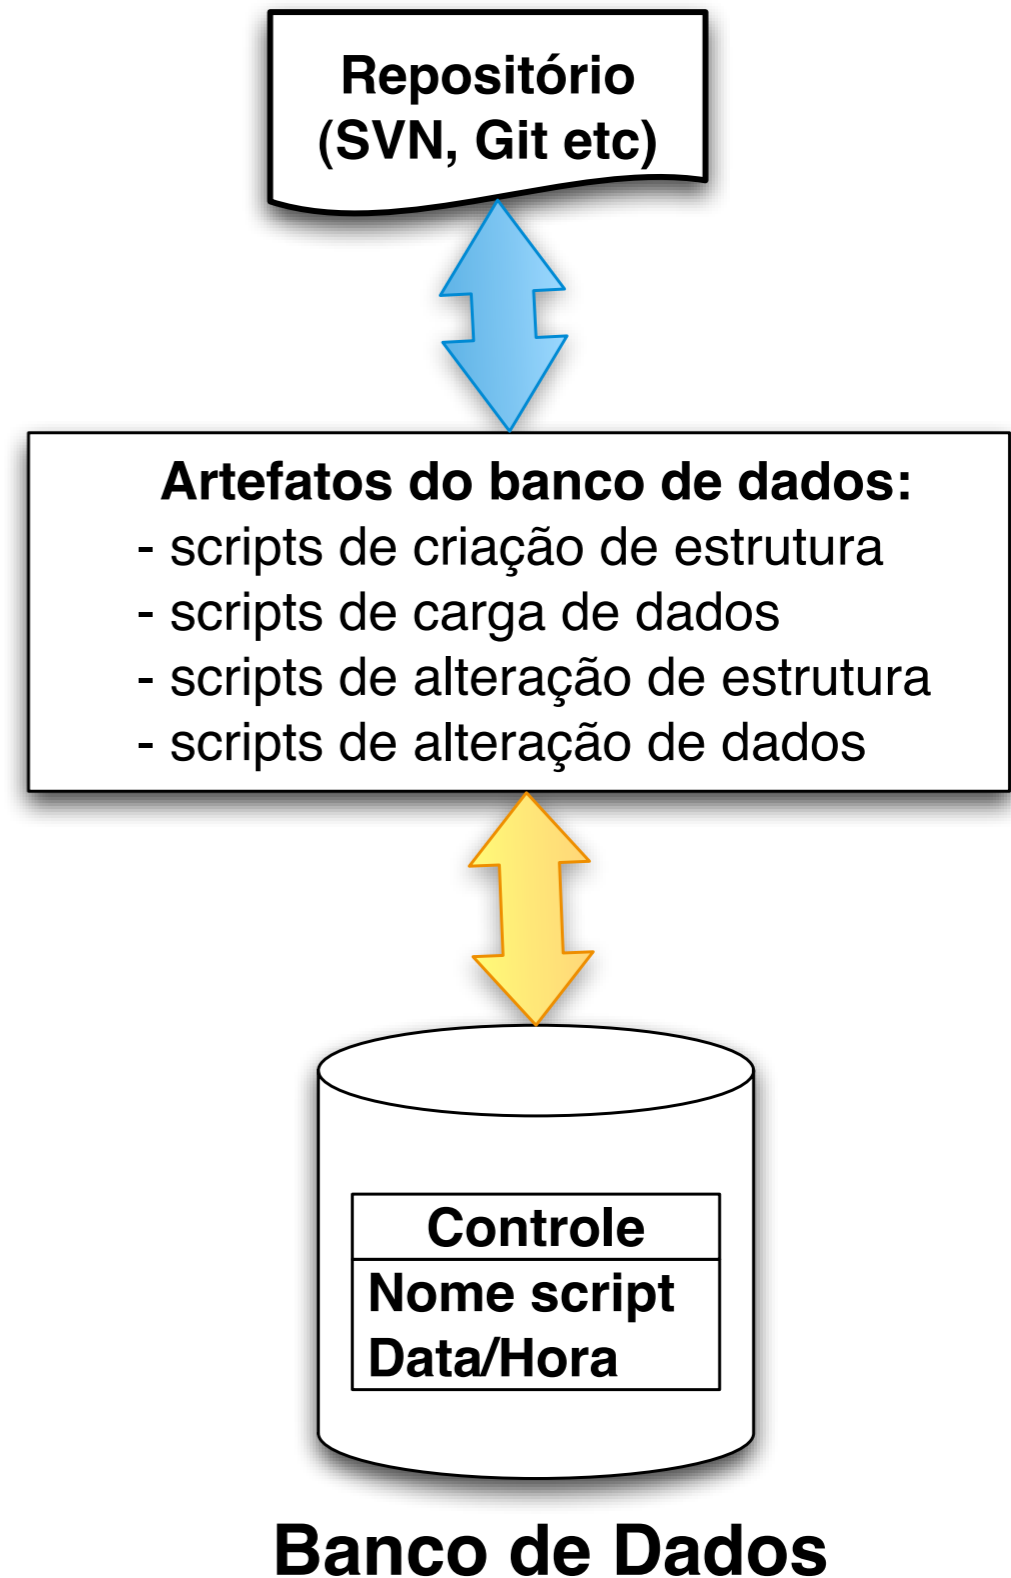 Repositório
(SVN, Git etc)
Artefatos do banco de dados:
- scripts de criação de estrutura
- scripts de carga de dados
- scripts de alteração de estrutura
- scripts de alteração de dados
Controle
Nome script
Data/Hora
Banco de Dados